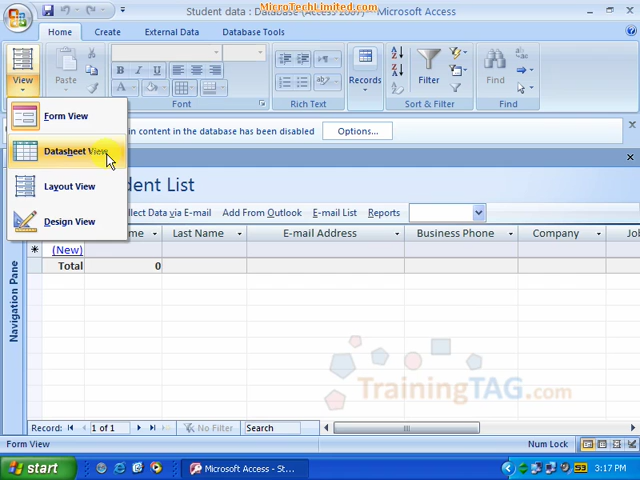 MicroTechLimited.com
Student data : Database (Access 2007) - Microsoft Access
Home Create External Data Database Tools
View Paste Records Filter Find
Font Rich Text Sort & Filter Find
Form View
in content in the database has been disabled Options...
Datasheet View
Layout View
dent List
llect Data via E-mail Add From Outlook E-mail List Reports
Design View
me Last Name E-mail Address Business Phone Company Job
(New)
Total 0
Navigation Pane
TrainingTAG.com
Record: 1 of 1 No Filter Search
Form View Num Lock
start Microsoft Access - St... 53 3:17 PM